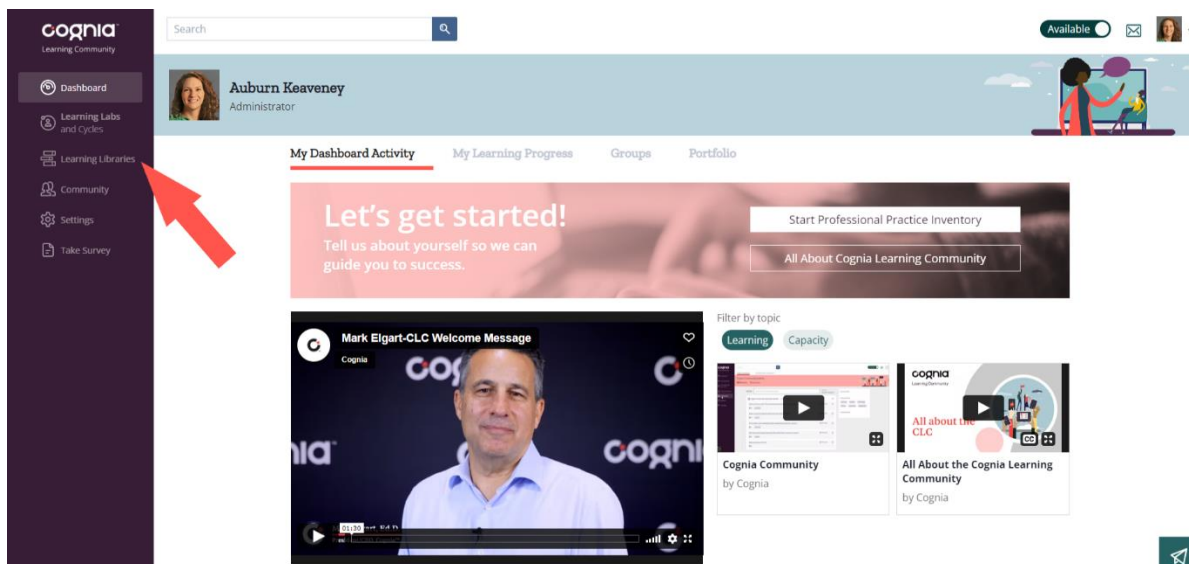 cognia
Learning Community
Search
Available
Dashboard
Learning Labs
and Cycles
Learning Libraries
Community
Settings
Take Survey
Auburn Keaveney
Administrator
My Dashboard Activity
My Learning Progress
Groups
Portfolio
Let's get started!
Tell us about yourself so we can
guide you to success.
Start Professional Practice Inventory
All About Cognia Learning Community
Mark Elgart-CLC Welcome Message
Cognia
cognia
01:30
Filter by topic
Learning
Capacity
Cognia Community
by Cognia
cognia
Learning Community
All about the
CLC
CC
All About the Cognia Learning
Community
by Cognia